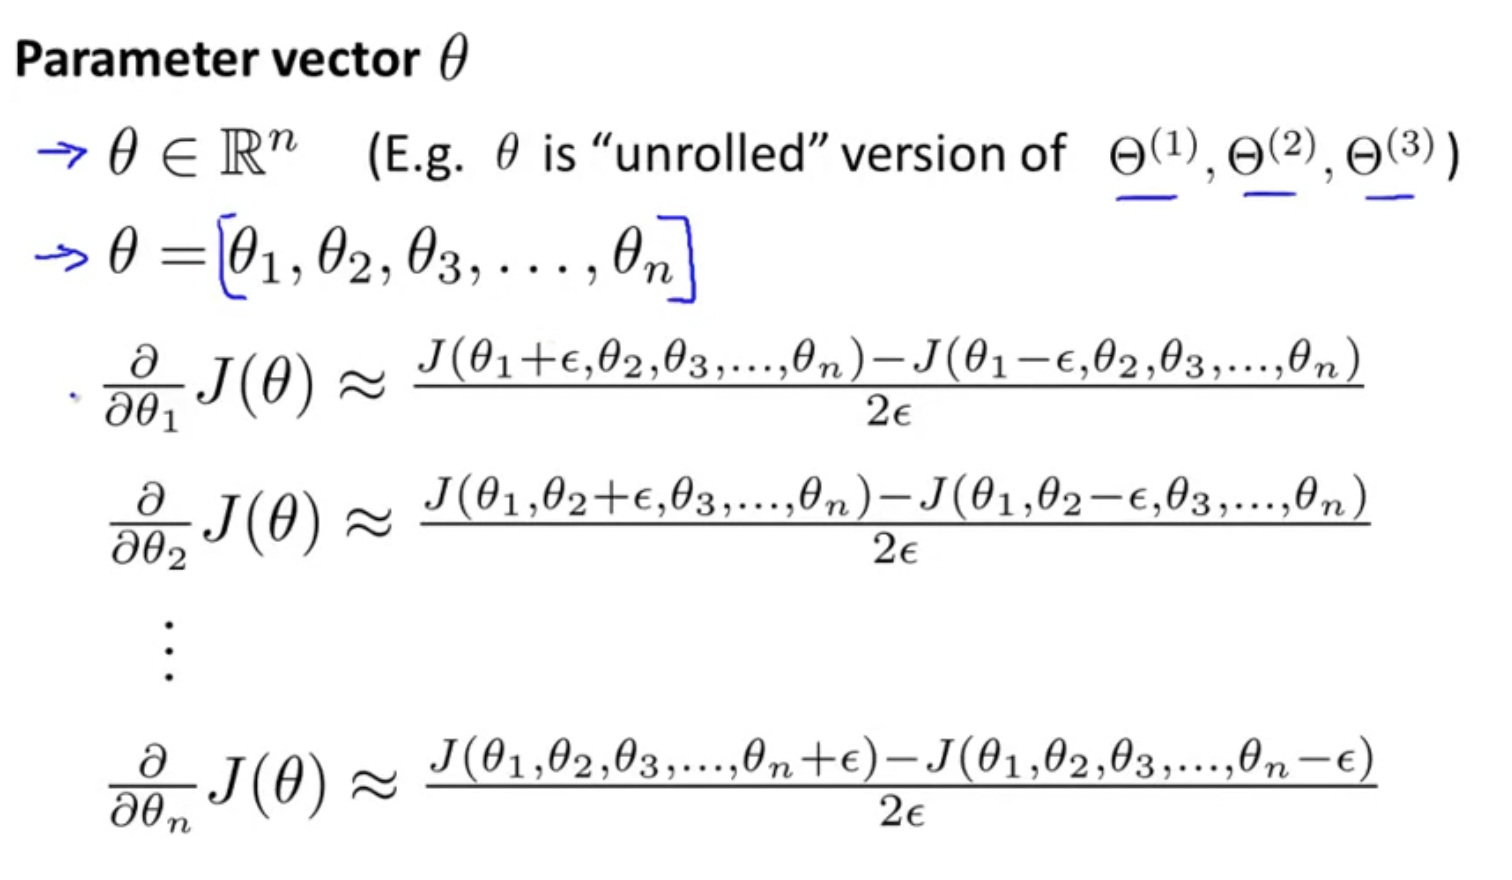 Parameter vector θ
→ θ ∈ ℝⁿ (E.g. θ is “unrolled” version of Θ⁽¹⁾, Θ⁽²⁾, Θ⁽³⁾)
→ θ = [θ₁, θ₂, θ₃, . . . , θₙ]
∂/∂θ₁ J(θ) ≈ (J(θ₁+ϵ,θ₂,θ₃,...,θₙ)−J(θ₁−ϵ,θ₂,θ₃,...,θₙ))/2ϵ
∂/∂θ₂ J(θ) ≈ (J(θ₁,θ₂+ϵ,θ₃,...,θₙ)−J(θ₁,θ₂−ϵ,θ₃,...,θₙ))/2ϵ
⋮
∂/∂θₙ J(θ) ≈ (J(θ₁,θ₂,θ₃,...,θₙ+ϵ)−J(θ₁,θ₂,θ₃,...,θₙ−ϵ))/2ϵ